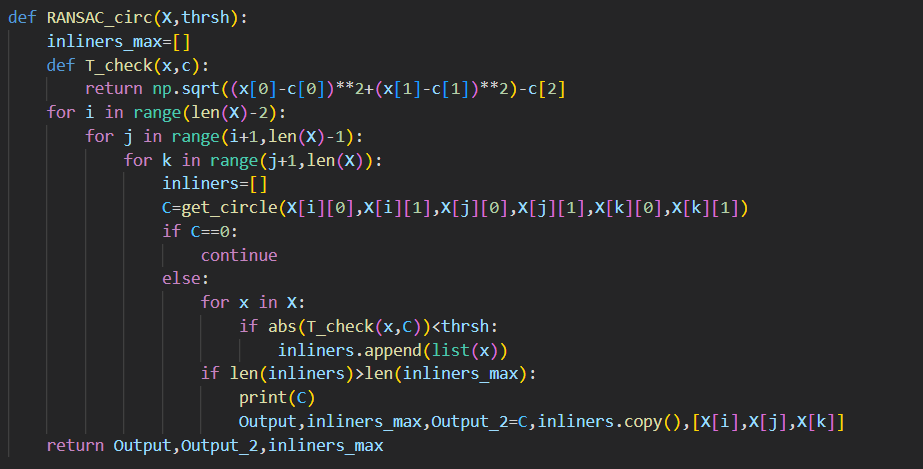 def RANSAC_circ(X,thrsh):
    inliners_max=[]
    def T_check(x,c):
        return np.sqrt((x[0]-c[0])**2+(x[1]-c[1])**2)-c[2]
    for i in range(len(X)-2):
        for j in range(i+1,len(X)-1):
            for k in range(j+1,len(X)):
                inliners=[]
                C=get_circle(X[i][0],X[i][1],X[j][0],X[j][1],X[k][0],X[k][1])
                if C==0:
                    continue
                else:
                    for x in X:
                        if abs(T_check(x,C))<thrsh:
                            inliners.append(list(x))
                    if len(inliners)>len(inliners_max):
                        print(C)
                        Output,inliners_max,Output_2=C,inliners.copy(),[X[i],X[j],X[k]]
    return Output,Output_2,inliners_max